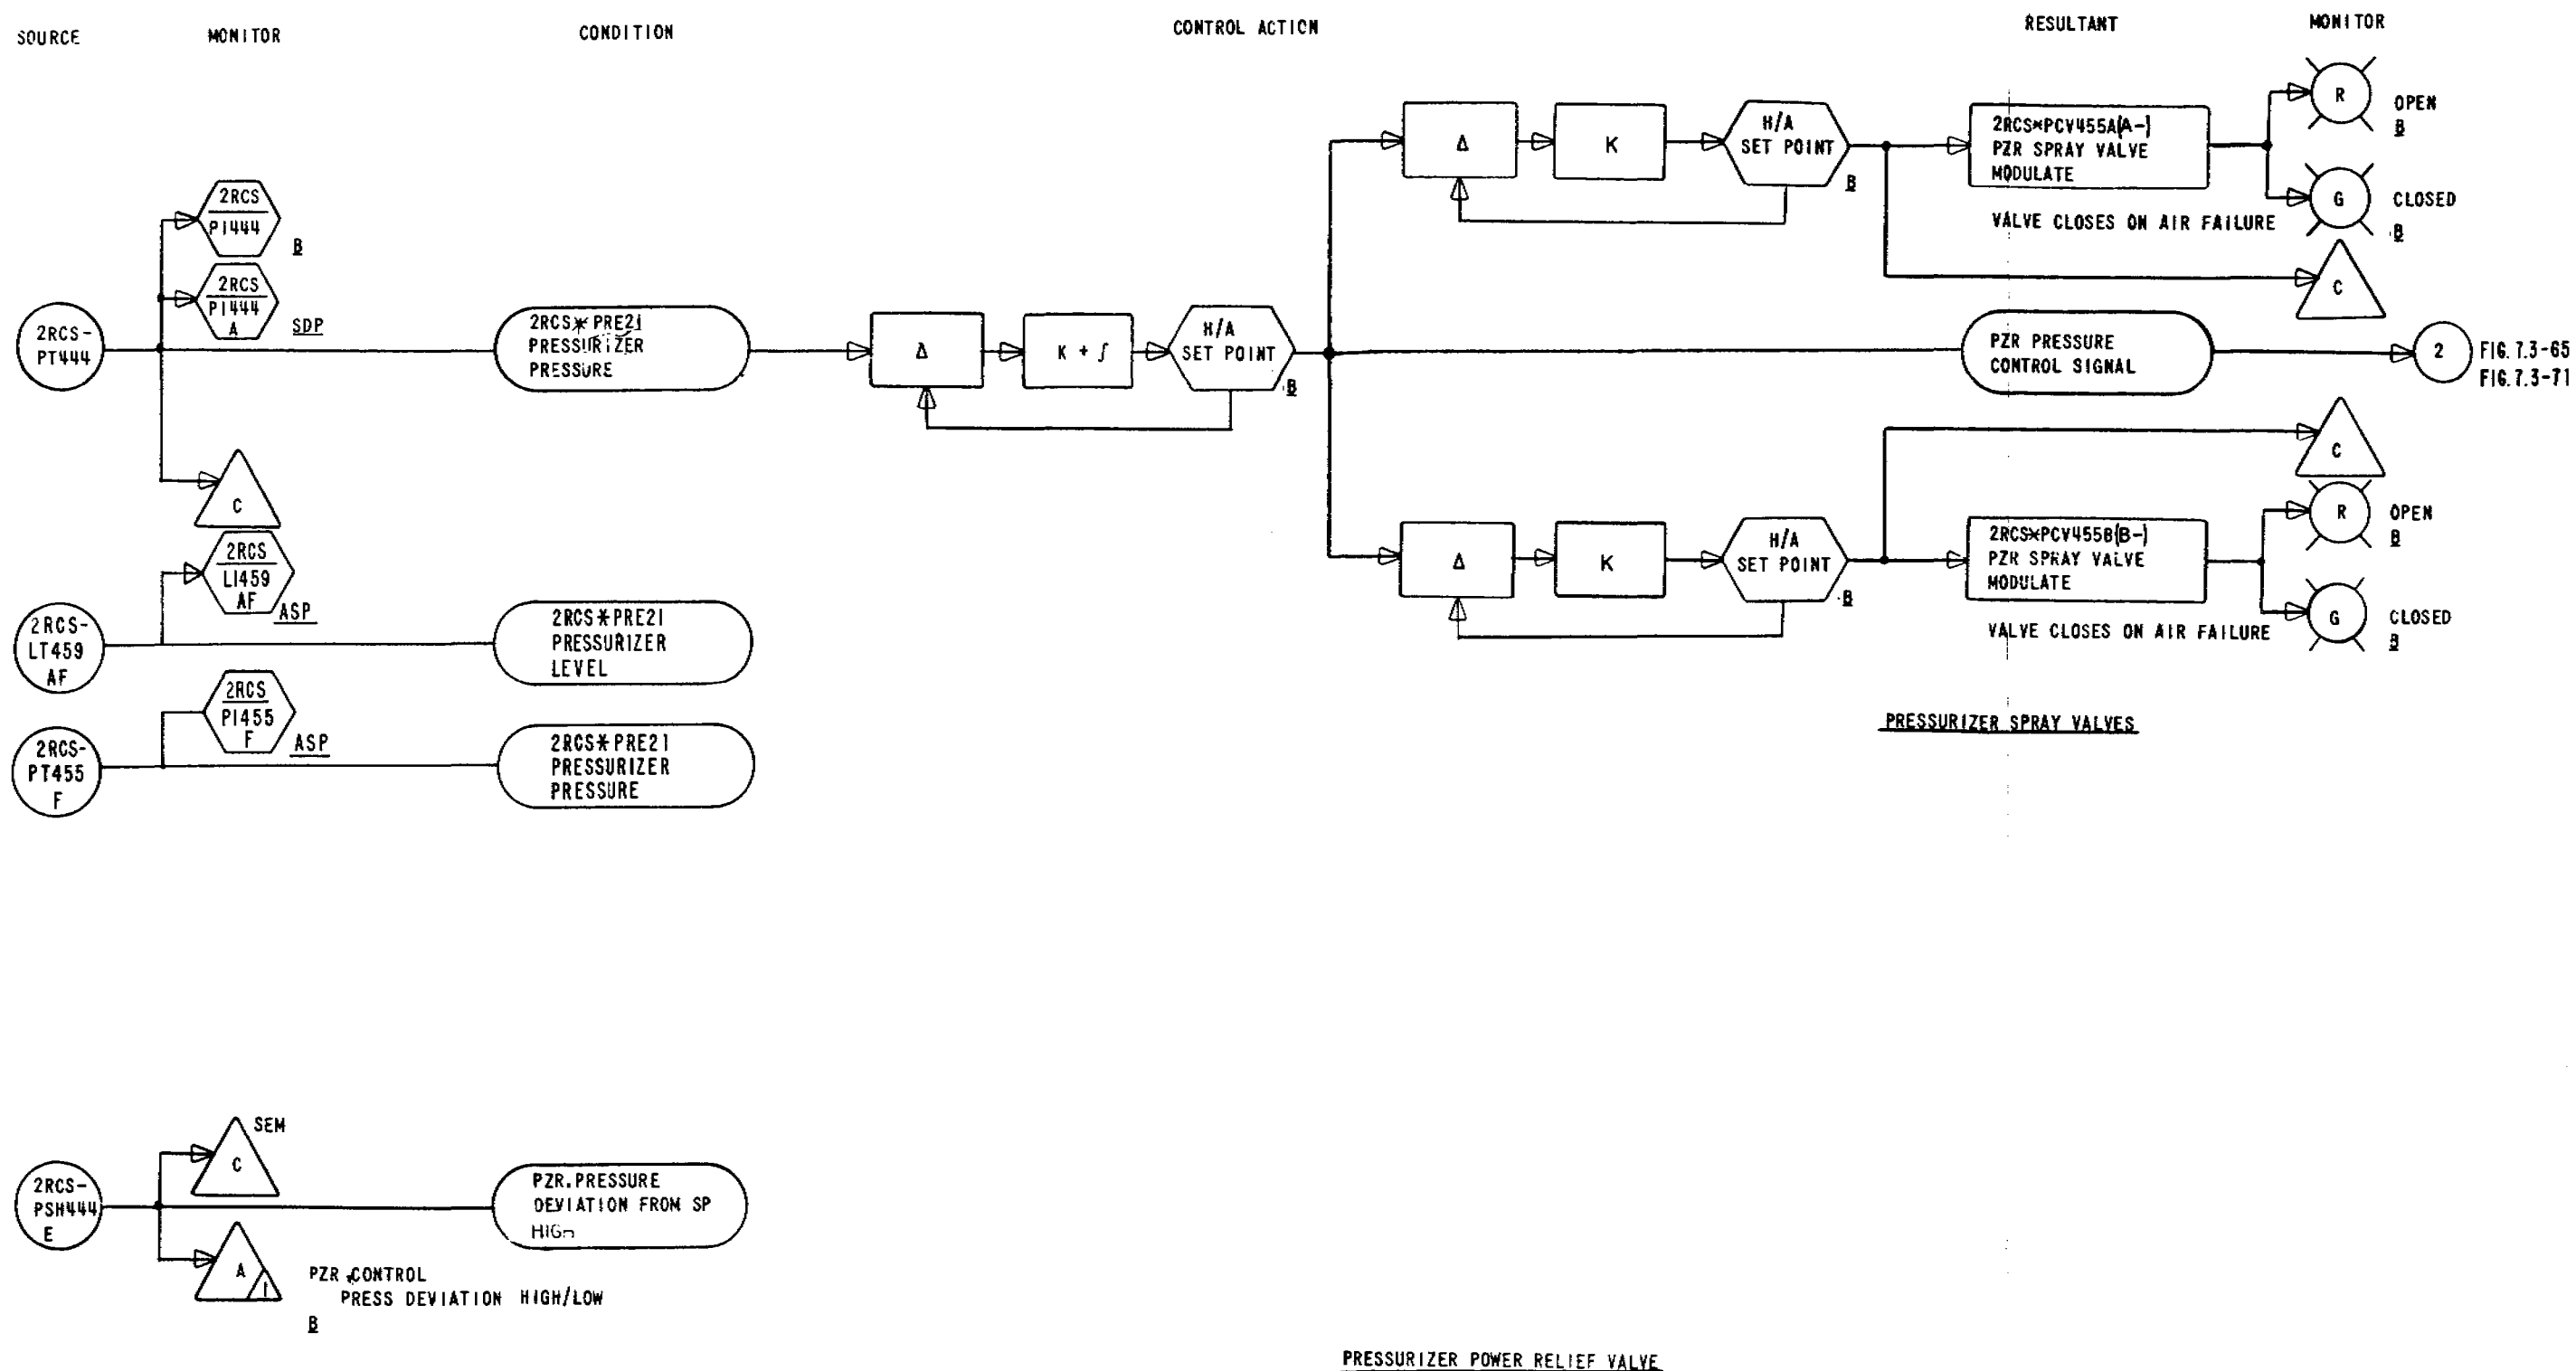 SOURCE
MONITOR
CONDITION
CONTROL ACTION
RESULTANT
MONITOR
2RCS-
PT444
2RCS
PI444
B
2RCS
PI444
A
SDP
C
2RCS*PRE21
PRESSURIZER
PRESSURE
Δ
K + ∫
H/A
SET POINT
B
Δ
K
H/A
SET POINT
B
2RCS*PCV455A(A-)
PZR SPRAY VALVE
MODULATE
VALVE CLOSES ON AIR FAILURE
R
OPEN
B
G
CLOSED
B
C
PZR PRESSURE
CONTROL SIGNAL
2
FIG. 7.3-65
FIG. 7.3-71
C
Δ
K
H/A
SET POINT
B
2RCS*PCV455B(B-)
PZR SPRAY VALVE
MODULATE
VALVE CLOSES ON AIR FAILURE
R
OPEN
B
G
CLOSED
B
PRESSURIZER SPRAY VALVES
2RCS-
LT459
AF
2RCS
LI459
AF
ASP
2RCS*PRE21
PRESSURIZER
LEVEL
2RCS-
PT455
F
2RCS
PI455
F
ASP
2RCS*PRE21
PRESSURIZER
PRESSURE
2RCS-
PSH444
E
C
SEM
A
1
PZR CONTROL
PRESS DEVIATION HIGH/LOW
B
PZR. PRESSURE
DEVIATION FROM SP
HIGH
PRESSURIZER POWER RELIEF VALVE